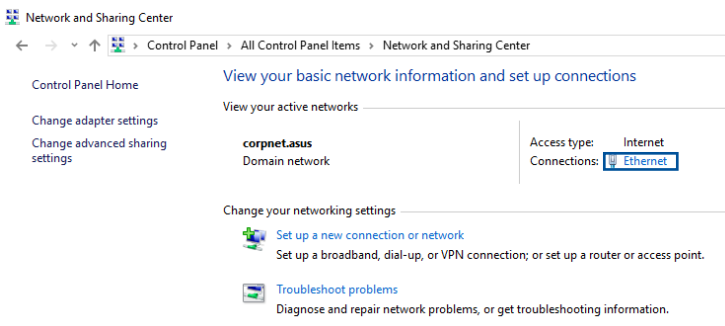 Network and Sharing Center
Control Panel > All Control Panel Items > Network and Sharing Center
Control Panel Home
Change adapter settings
Change advanced sharing
settings
View your basic network information and set up connections
View your active networks
corpnet.asus
Domain network
Access type: Internet
Connections: Ethernet
Change your networking settings
Set up a new connection or network
Set up a broadband, dial-up, or VPN connection; or set up a router or access point.
Troubleshoot problems
Diagnose and repair network problems, or get troubleshooting information.